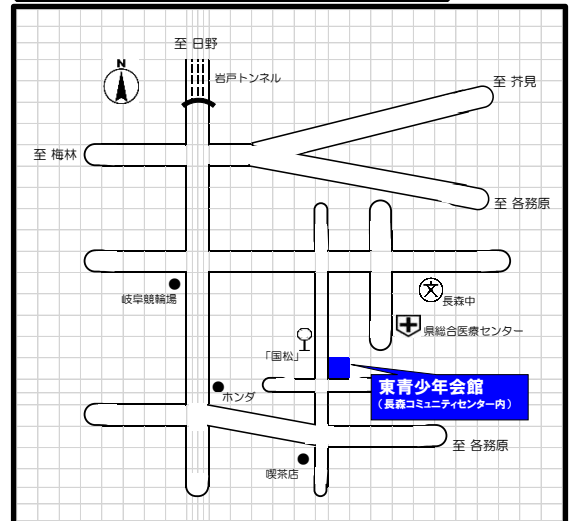 至 日野
N
岩戸トンネル
至 芥見
至 梅林
至 各務原
岐阜競輪場
文
長森中
県総合医療センター
「国松」
東青少年会館
（長森コミュニティセンター内）
ホンダ
至 各務原
喫茶店